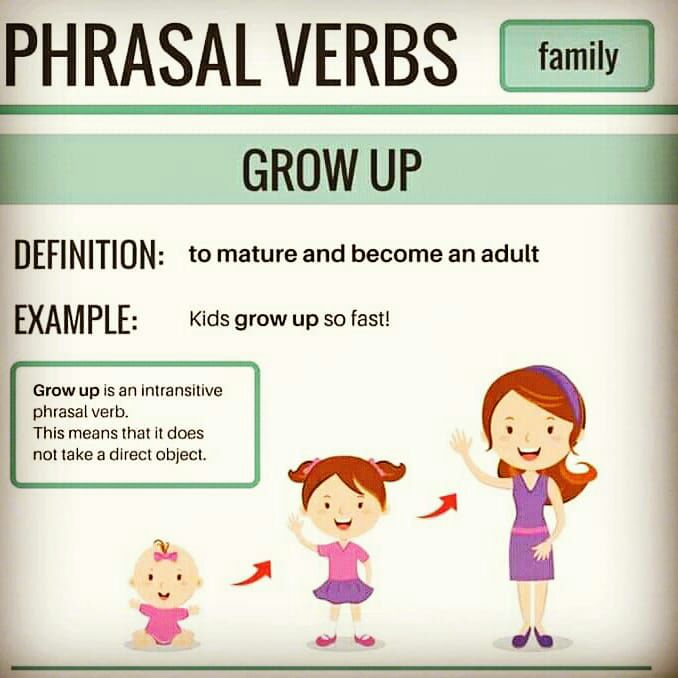 PHRASAL VERBS
family
GROW UP
DEFINITION: to mature and become an adult
EXAMPLE: Kids grow up so fast!
Grow up is an intransitive
phrasal verb.
This means that it does
not take a direct object.